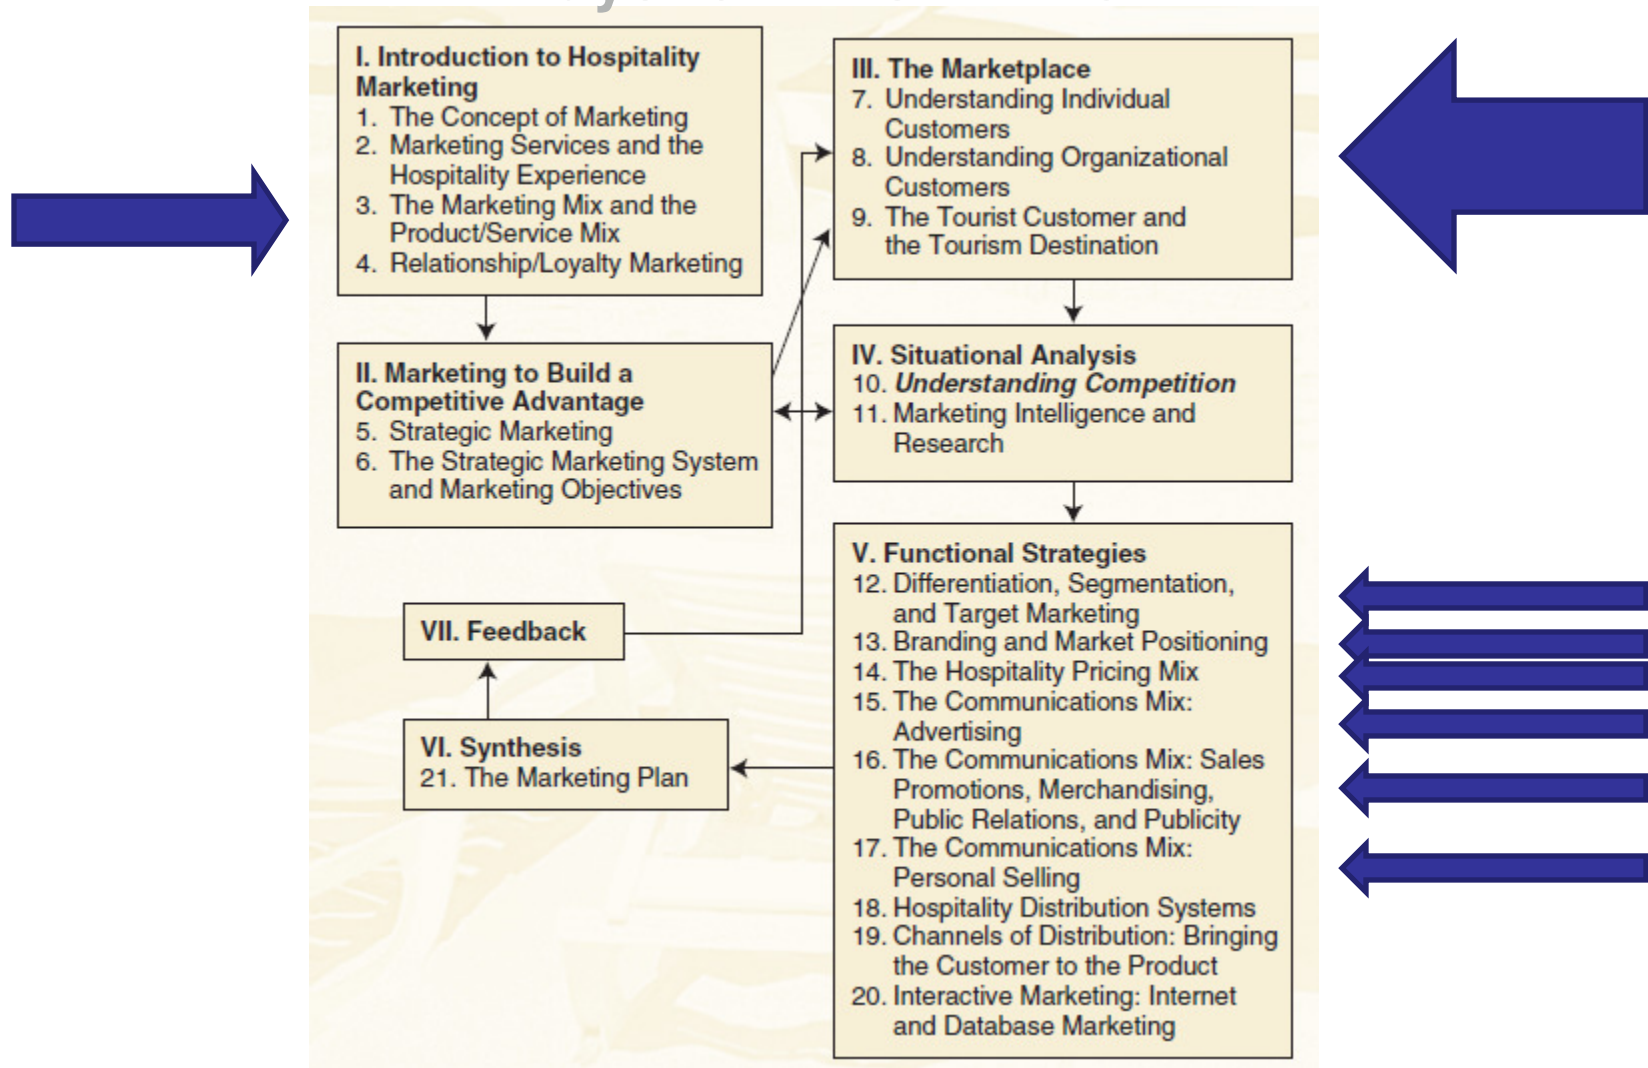 I. Introduction to Hospitality
Marketing
1. The Concept of Marketing
2. Marketing Services and the
Hospitality Experience
3. The Marketing Mix and the
Product/Service Mix
4. Relationship/Loyalty Marketing
II. Marketing to Build a
Competitive Advantage
5. Strategic Marketing
6. The Strategic Marketing System
and Marketing Objectives
III. The Marketplace
7. Understanding Individual
Customers
8. Understanding Organizational
Customers
9. The Tourist Customer and
the Tourism Destination
IV. Situational Analysis
10. Understanding Competition
11. Marketing Intelligence and
Research
V. Functional Strategies
12. Differentiation, Segmentation,
and Target Marketing
13. Branding and Market Positioning
14. The Hospitality Pricing Mix
15. The Communications Mix:
Advertising
16. The Communications Mix: Sales
Promotions, Merchandising,
Public Relations, and Publicity
17. The Communications Mix:
Personal Selling
18. Hospitality Distribution Systems
19. Channels of Distribution: Bringing
the Customer to the Product
20. Interactive Marketing: Internet
and Database Marketing
VI. Synthesis
21. The Marketing Plan
VII. Feedback